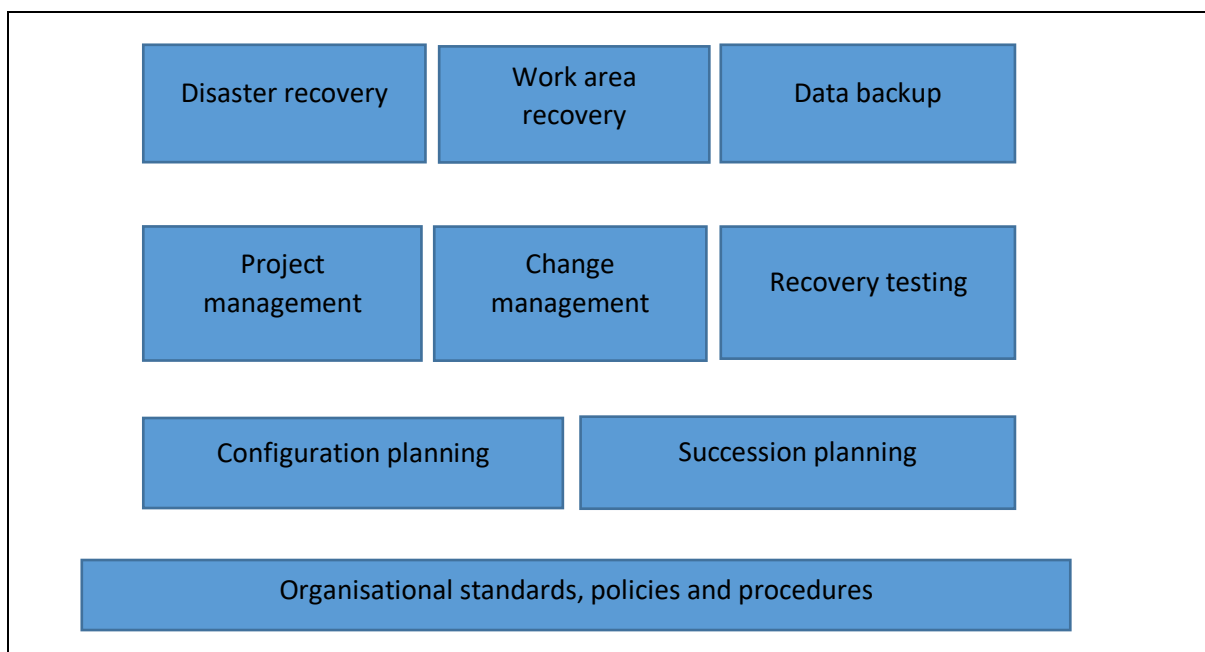 Disaster recovery
Work area
recovery
Data backup
Project
management
Change
management
Recovery testing
Configuration planning
Succession planning
Organisational standards, policies and procedures